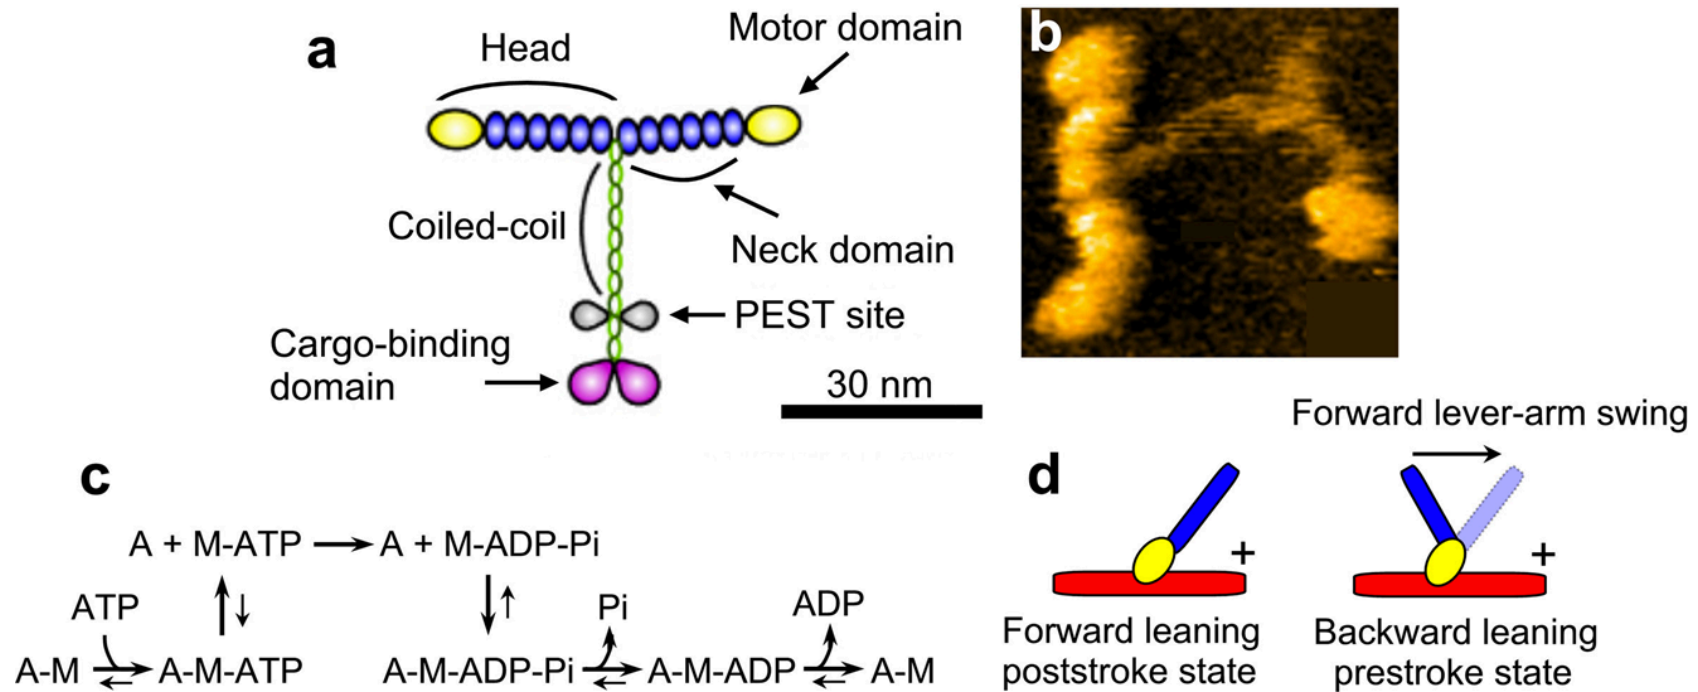 a
Head
Motor domain
Coiled-coil
Neck domain
PEST site
Cargo-binding
domain
30 nm
b
c
A + M-ATP → A + M-ADP-Pi
ATP
Pi
ADP
A-M
A-M-ATP
A-M-ADP-Pi
A-M-ADP
A-M
d
Forward lever-arm swing
+
+
Forward leaning
poststroke state
Backward leaning
prestroke state